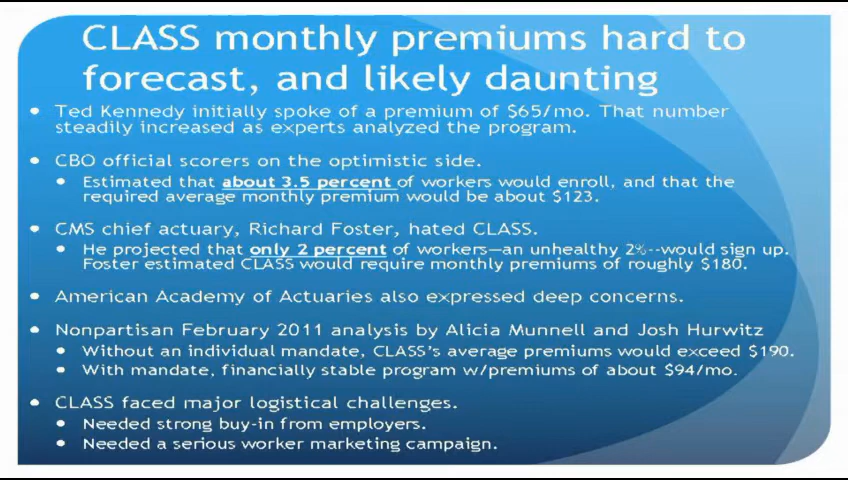 CLASS monthly premiums hard to
forecast, and likely daunting
• Ted Kennedy initially spoke of a premium of $65/mo. That number
steadily increased as experts analyzed the program.
• CBO official scorers on the optimistic side.
• Estimated that about 3.5 percent of workers would enroll, and that the
required average monthly premium would be about $123.
• CMS chief actuary, Richard Foster, hated CLASS.
• He projected that only 2 percent of workers—an unhealthy 2%--would sign up.
Foster estimated CLASS would require monthly premiums of roughly $180.
• American Academy of Actuaries also expressed deep concerns.
• Nonpartisan February 2011 analysis by Alicia Munnell and Josh Hurwitz
• Without an individual mandate, CLASS's average premiums would exceed $190.
• With mandate, financially stable program w/premiums of about $94/mo.
• CLASS faced major logistical challenges.
• Needed strong buy-in from employers.
• Needed a serious worker marketing campaign.